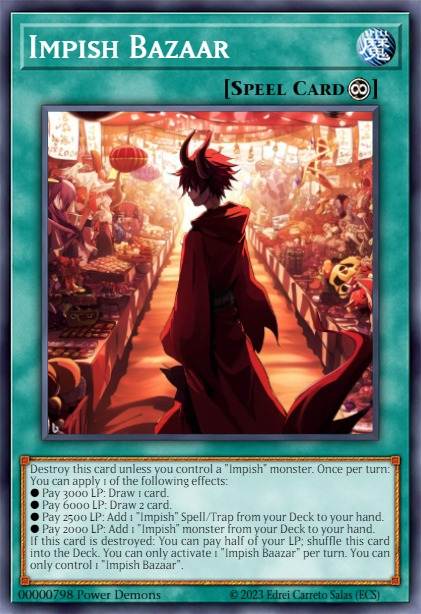 Impish Bazaar
魔
[Speel Card]
Destroy this card unless you control a "Impish" monster. Once per turn:
You can apply 1 of the following effects:
● Pay 3000 LP: Draw 1 card.
● Pay 6000 LP: Draw 2 card.
● Pay 2500 LP: Add 1 "Impish" Spell/Trap from your Deck to your hand.
● Pay 2000 LP: Add 1 "Impish" monster from your Deck to your hand.
If this card is destroyed: You can pay half of your LP; shuffle this card
into the Deck. You can only activate 1 "Impish Baazar" per turn. You can
only control 1 "Impish Bazaar".
00000798 Power Demons © 2023 Edrei Carreto Salas (ECS)